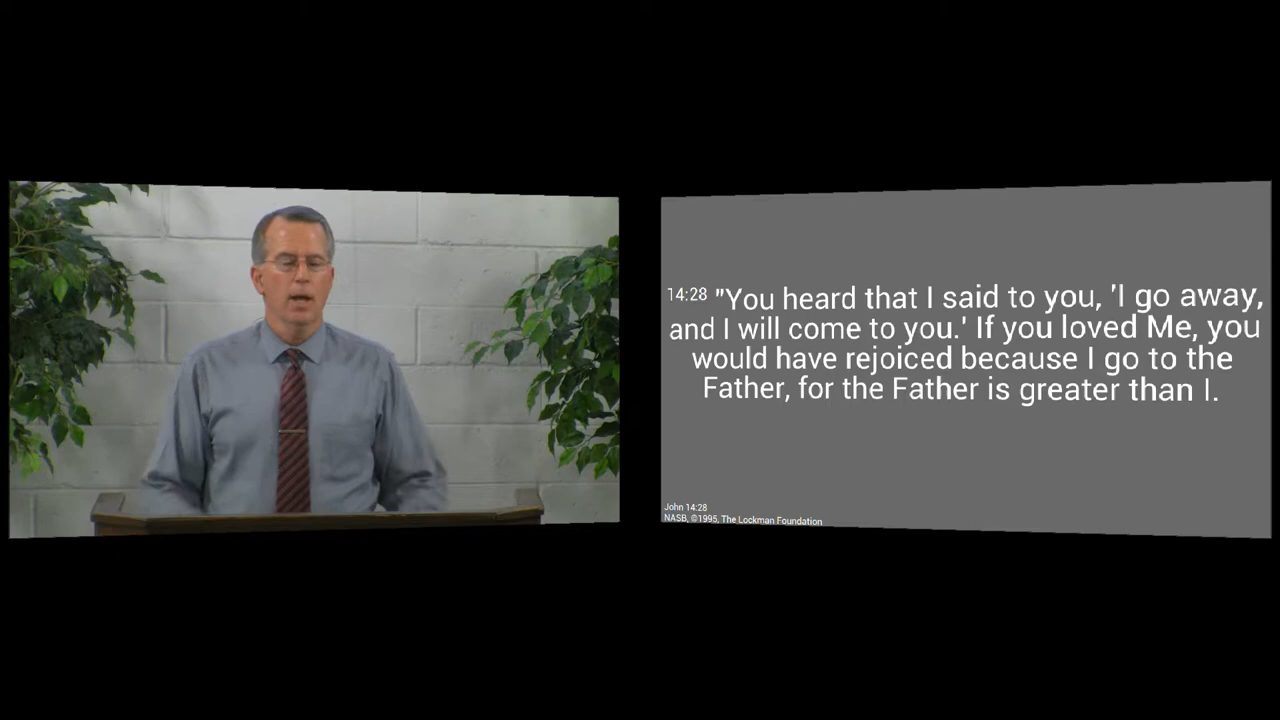 14:28 "You heard that I said to you, 'I go away,
and I will come to you.' If you loved Me, you
would have rejoiced because I go to the
Father, for the Father is greater than I.
John 14:28
NASB, ©1995, The Lockman Foundation